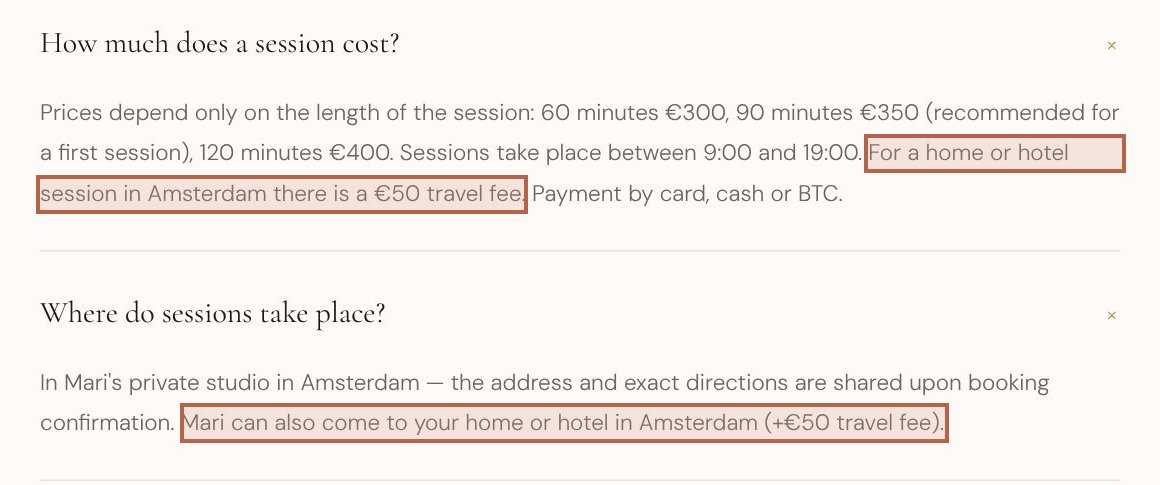 How much does a session cost?
Prices depend only on the length of the session: 60 minutes €300, 90 minutes €350 (recommended for
a first session), 120 minutes €400. Sessions take place between 9:00 and 19:00. For a home or hotel
session in Amsterdam there is a €50 travel fee. Payment by card, cash or BTC.
Where do sessions take place?
In Mari's private studio in Amsterdam — the address and exact directions are shared upon booking
confirmation. Mari can also come to your home or hotel in Amsterdam (+€50 travel fee).